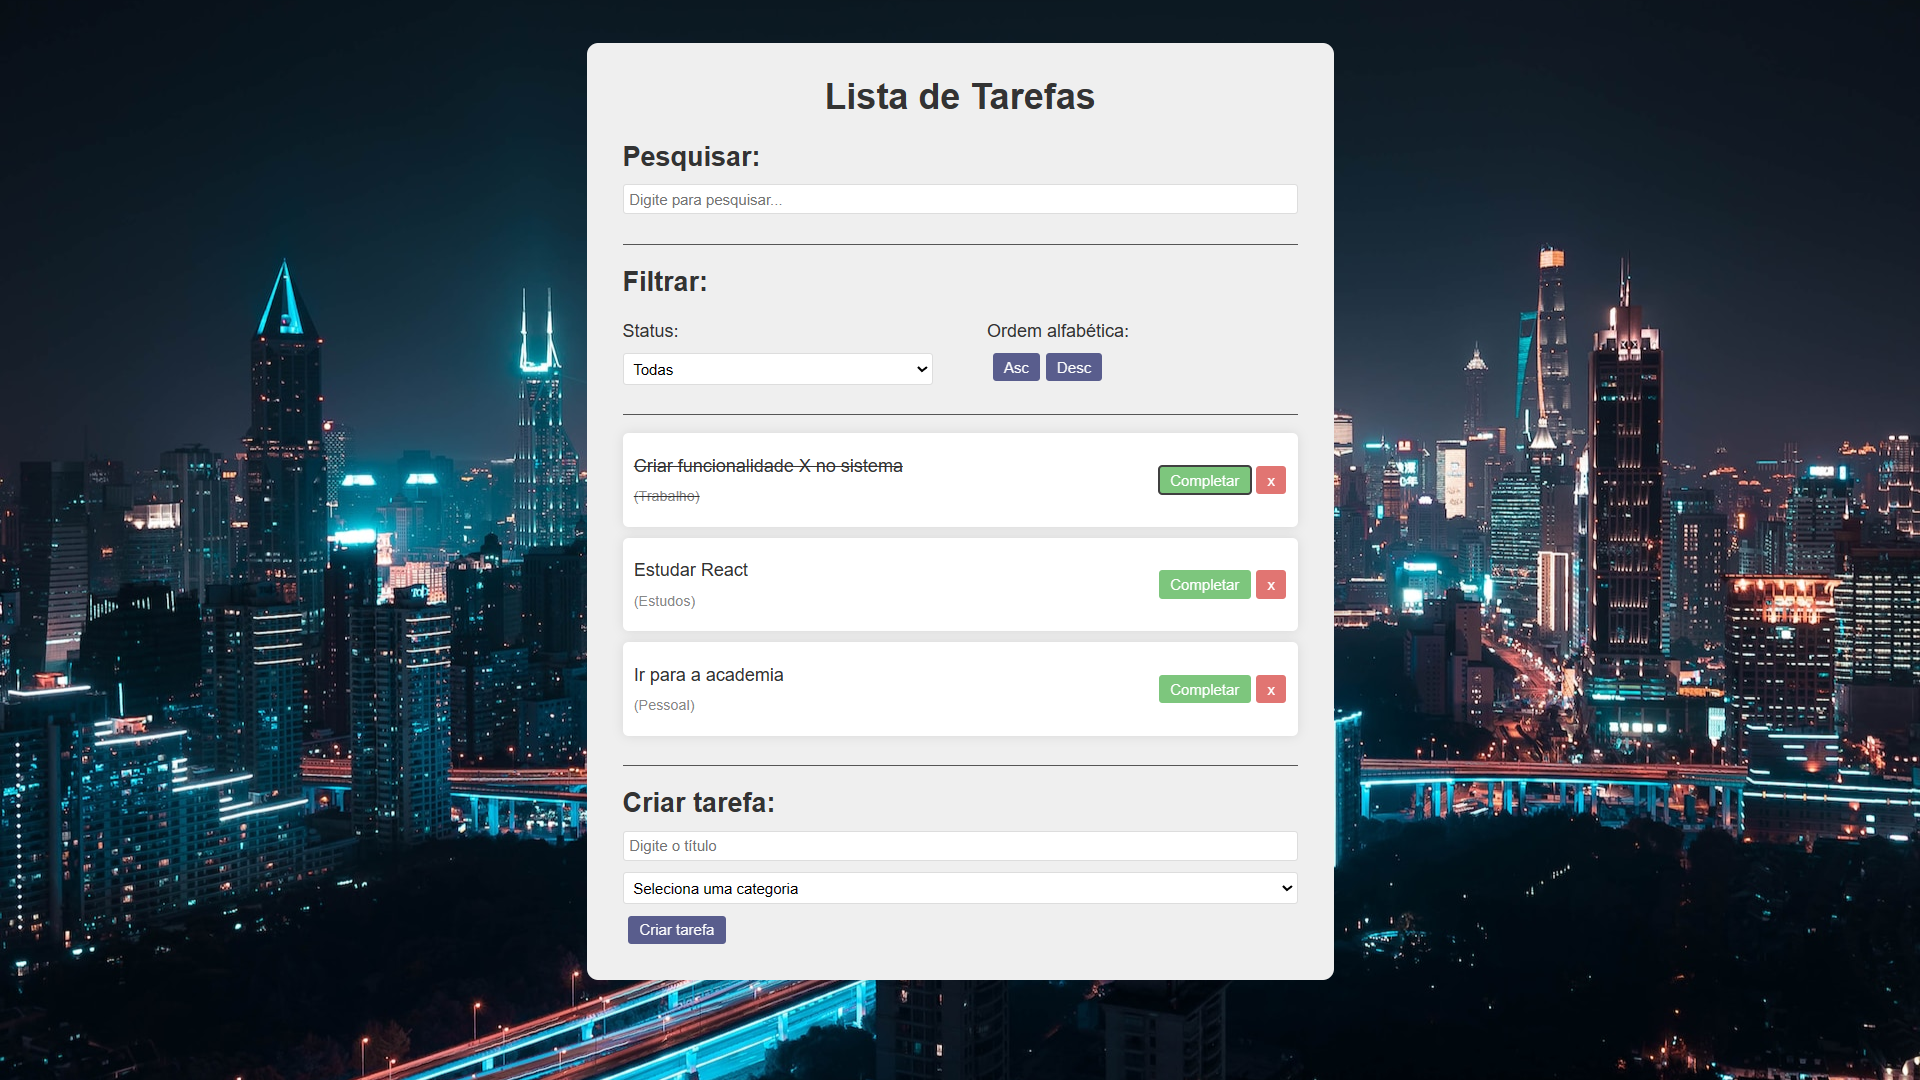 Lista de Tarefas
Pesquisar:
Digite para pesquisar...
Filtrar:
Status:
Ordem alfabética:
Todas
Asc
Desc
Criar funcionalidade X no sistema
(Trabalho)
Completar
x
Estudar React
(Estudos)
Completar
x
Ir para a academia
(Pessoal)
Completar
x
Criar tarefa:
Digite o título
Seleciona uma categoria
Criar tarefa